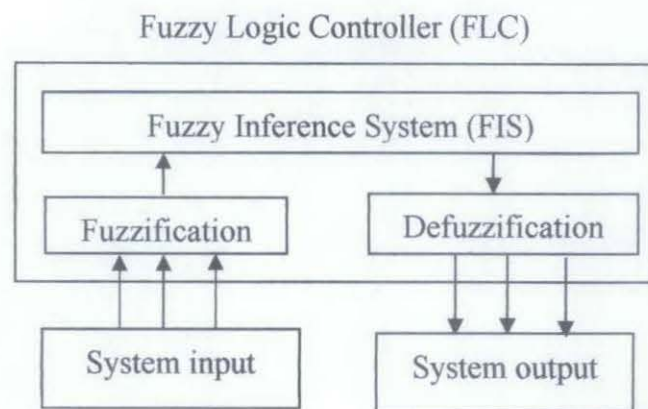 Fuzzy Logic Controller (FLC)
Fuzzy Inference System (FIS)
Fuzzification
Defuzzification
System input
System output